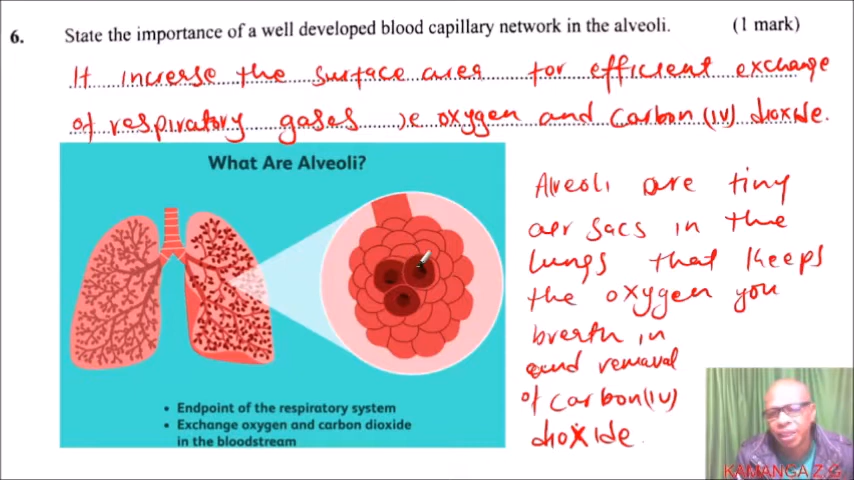 6. State the importance of a well developed blood capillary network in the alveoli. (1 mark)
It incerse the surface area for efficient exchange
of respiratory gases ie oxygen and Carbon(IV) dioxide.
What Are Alveoli?
Alveoli are tiny
aer sacs in the
lungs that keeps
the oxygen you
breath in
and removal
of carbon(IV)
dioxide.
• Endpoint of the respiratory system
• Exchange oxygen and carbon dioxide
in the bloodstream
KAMANGA Z.G